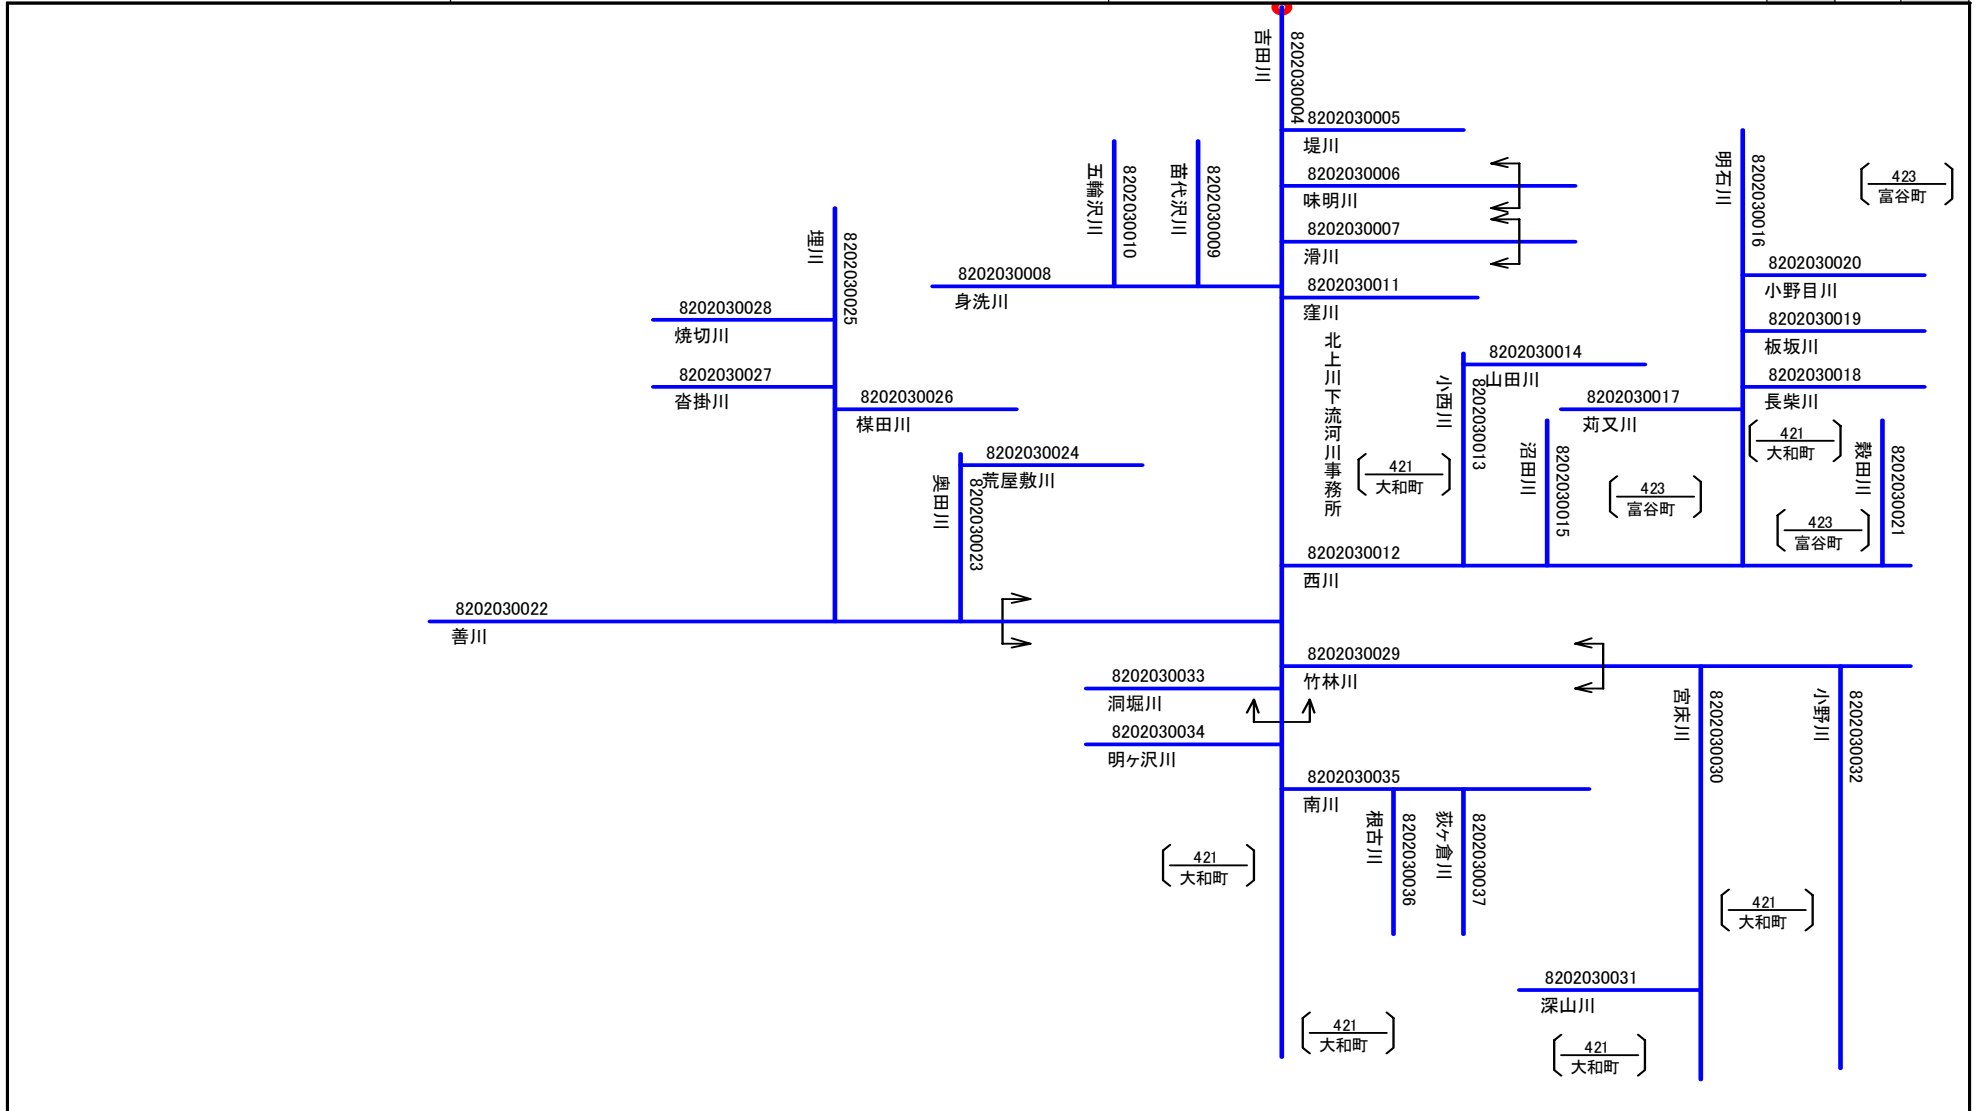 吉田川
8202030004
8202030005
堤川
8202030006
味明川
8202030007
滑川
8202030008
身洗川
苗代沢川
8202030009
五輪沢川
8202030010
8202030011
窪川
北上川下流河川事務所
8202030012
西川
小西川
8202030013
8202030014
山田川
421
大和町
沼田川
8202030015
明石川
8202030016
423
富谷町
8202030020
小野目川
8202030019
板坂川
8202030018
長柴川
8202030017
苅又川
421
大和町
423
富谷町
423
富谷町
穀田川
8202030021
8202030022
善川
奥田川
8202030023
8202030024
荒屋敷川
埋川
8202030025
8202030026
楳田川
8202030027
沓掛川
8202030028
焼切川
8202030029
竹林川
宮床川
8202030030
8202030031
深山川
小野川
8202030032
421
大和町
421
大和町
8202030033
洞堀川
8202030034
明ヶ沢川
8202030035
南川
根古川
8202030036
荻ヶ倉川
8202030037
421
大和町
421
大和町